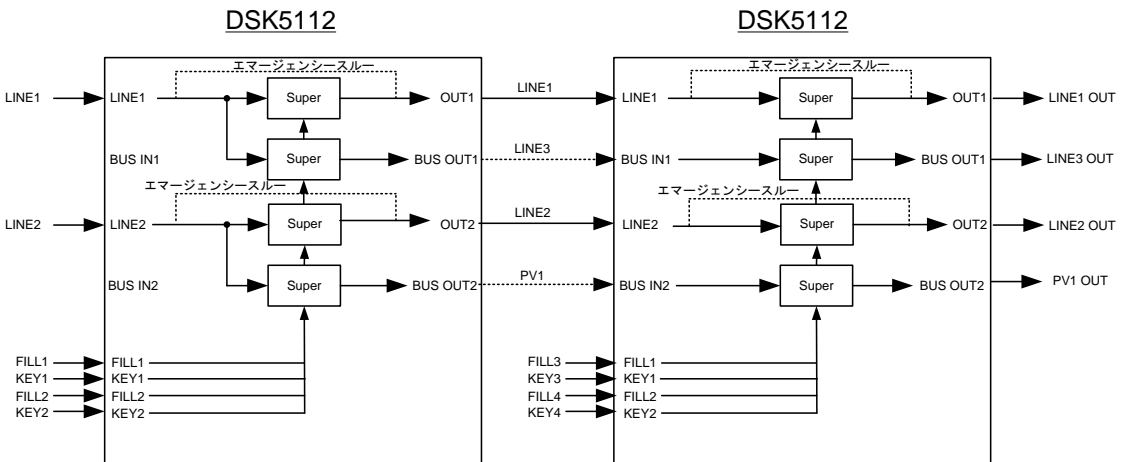 DSK5112
DSK5112
エマージェンシースルー
エマージェンシースルー
LINE1
LINE1
Super
OUT1
LINE1
LINE1
Super
OUT1
LINE1 OUT
BUS IN1
Super
BUS OUT1
LINE3
BUS IN1
Super
BUS OUT1
LINE3 OUT
エマージェンシースルー
エマージェンシースルー
LINE2
LINE2
Super
OUT2
LINE2
LINE2
Super
OUT2
LINE2 OUT
BUS IN2
Super
BUS OUT2
PV1
BUS IN2
Super
BUS OUT2
PV1 OUT
FILL1
FILL1
FILL3
FILL1
KEY1
KEY1
KEY3
KEY1
FILL2
FILL2
FILL4
FILL2
KEY2
KEY2
KEY4
KEY2